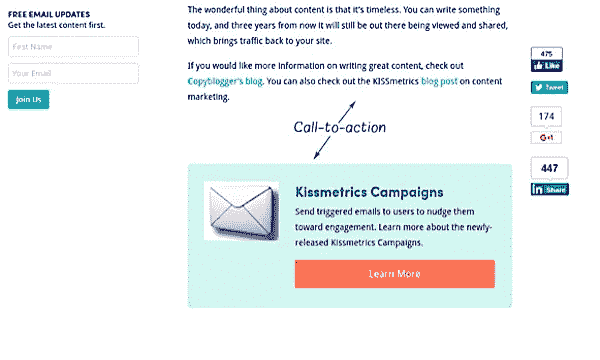 FREE EMAIL UPDATES
Get the latest content first.
First Name
Your Email
Join Us
The wonderful thing about content is that it's timeless. You can write something
today, and three years from now it will still be out there being viewed and shared,
which brings traffic back to your site.
If you would like more information on writing great content, check out
Copyblogger's blog. You can also check out the KISSmetrics blog post on content
marketing.
Call-to-action
Kissmetrics Campaigns
Send triggered emails to users to nudge them
toward engagement. Learn more about the newly-
released Kissmetrics Campaigns.
Learn More
475
Like
Tweet
174
G+1
447
in Share